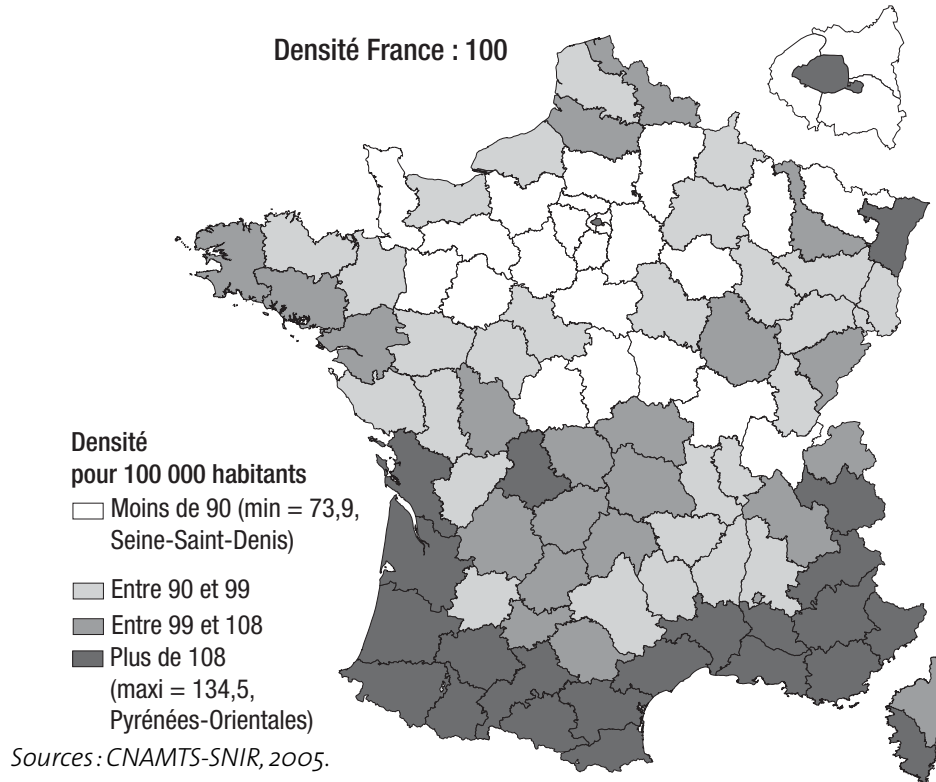 Densité France : 100
Densité
pour 100 000 habitants
Moins de 90 (min = 73,9,
Seine-Saint-Denis)
Entre 90 et 99
Entre 99 et 108
Plus de 108
(maxi = 134,5,
Pyrénées-Orientales)
Sources : CNAMTS-SNIR, 2005.